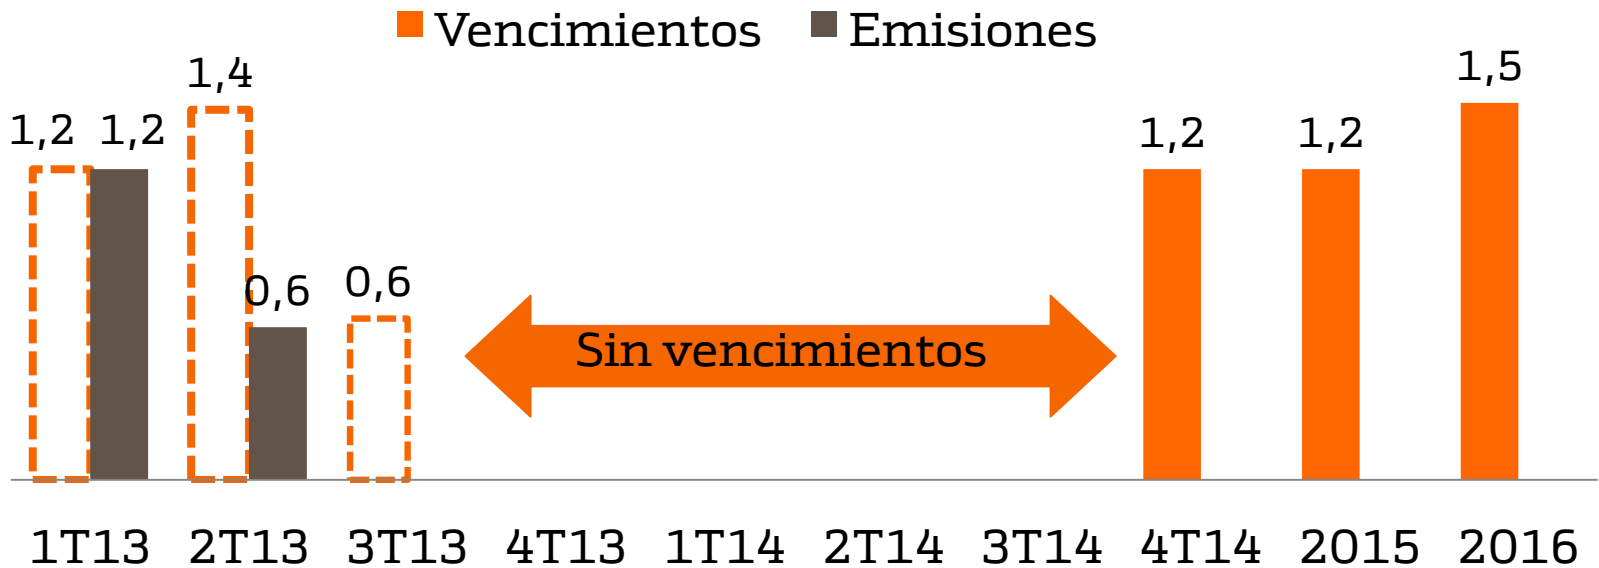 Vencimientos Emisiones
1,2 1,2 1,4 0,6 0,6 1,2 1,2 1,5
Sin vencimientos
1T13 2T13 3T13 4T13 1T14 2T14 3T14 4T14 2015 2016